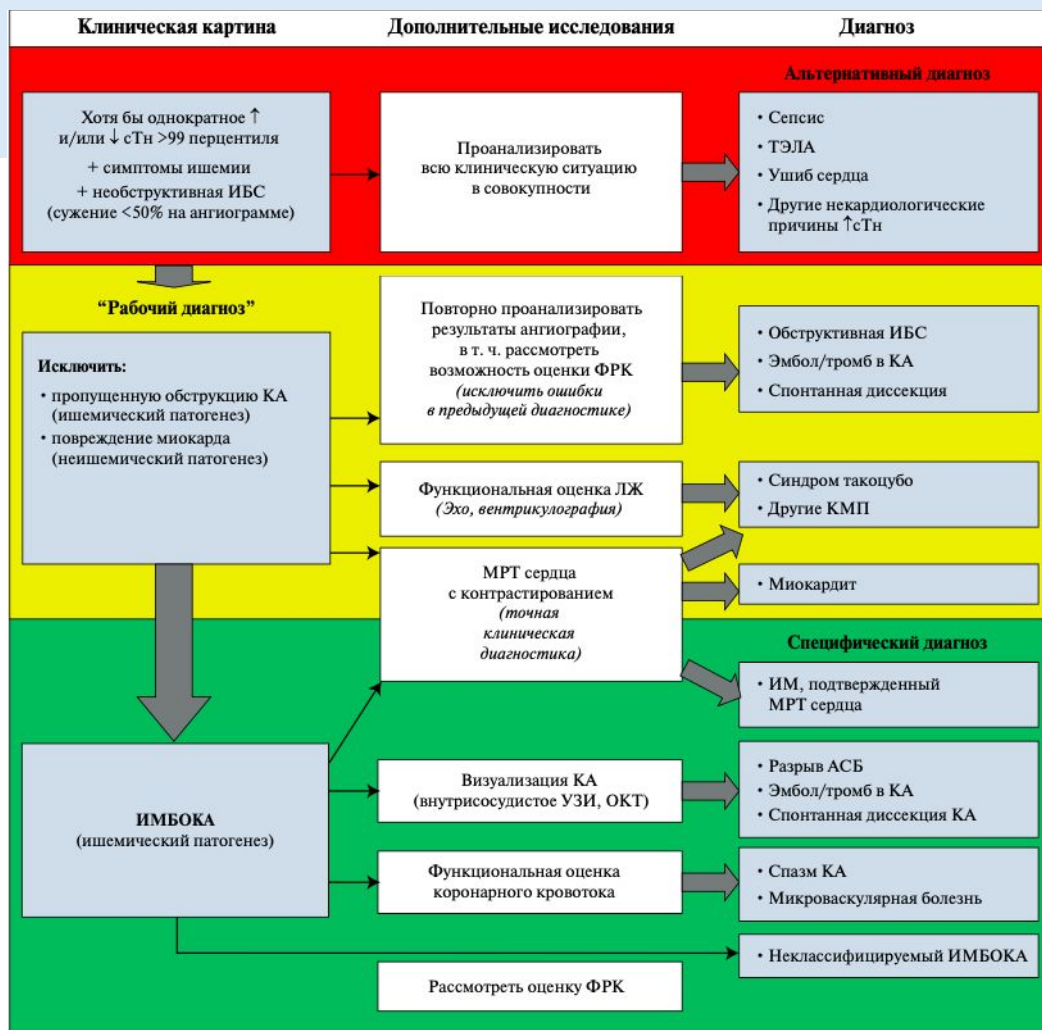 Клиническая картина
Дополнительные исследования
Диагноз
Альтернативный диагноз
Хотя бы однократное ↑
и/или ↓ сТн >99 перцентиля
+ симптомы ишемии
+ необструктивная ИБС
(сужение <50% на ангиограмме)
Проанализировать
всю клиническую ситуацию
в совокупности
• Сепсис
• ТЭЛА
• Ушиб сердца
• Другие некардиологические
причины ↑сТн
“Рабочий диагноз”
Исключить:
• пропущенную обструкцию КА
(ишемический патогенез)
• повреждение миокарда
(неишемический патогенез)
Повторно проанализировать
результаты ангиографии,
в т. ч. рассмотреть
возможность оценки ФРК
(исключить ошибки
в предыдущей диагностике)
• Обструктивная ИБС
• Эмбол/тромб в КА
• Спонтанная диссекция
Функциональная оценка ЛЖ
(Эхо, вентрикулография)
• Синдром такоцубо
• Другие КМП
МРТ сердца
с контрастированием
(точная
клиническая
диагностика)
• Миокардит
Специфический диагноз
• ИМ, подтвержденный
МРТ сердца
ИМБОКА
(ишемический патогенез)
Визуализация КА
(внутрисосудистое УЗИ, ОКТ)
• Разрыв АСБ
• Эмбол/тромб в КА
• Спонтанная диссекция КА
Функциональная оценка
коронарного кровотока
• Спазм КА
• Микроваскулярная болезнь
• Неклассифицируемый ИМБОКА
Рассмотреть оценку ФРК